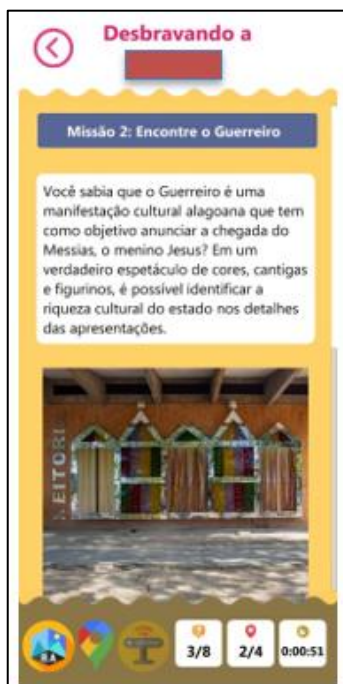 Desbravando a
Missão 2: Encontre o Guerreiro
Você sabia que o Guerreiro é uma
manifestação cultural alagoana que tem
como objetivo anunciar a chegada do
Messias, o menino Jesus? Em um
verdadeiro espetáculo de cores, cantigas
e figurinos, é possível identificar a
riqueza cultural do estado nos detalhes
das apresentações.
EITORI
3/8
2/4
0:00:51